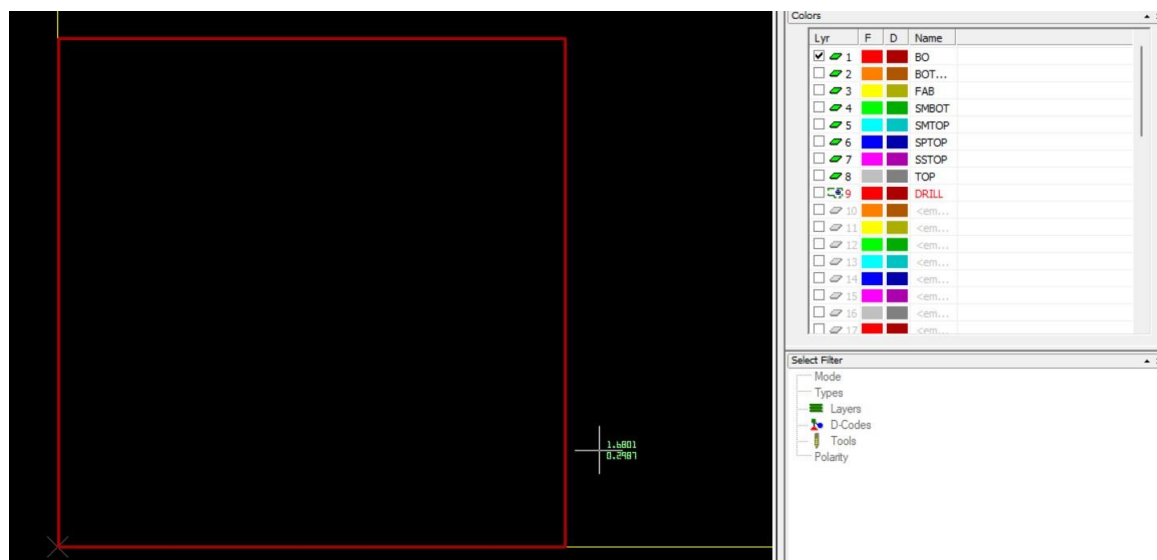 Colors
Lyr F D Name
1 BO
2 BOT...
3 FAB
4 SMBOT
5 SMTOP
6 SPTOP
7 SSTOP
8 TOP
9 DRILL
10 <em...
11 <em...
12 <em...
13 <em...
14 <em...
15 <em...
16 <em...
17 <em...
Select Filter
Mode
Types
Layers
D-Codes
Tools
Polarity
1.6801
0.2987